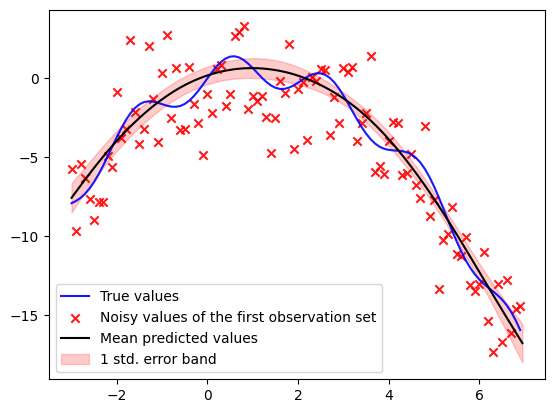 0
−5
−10
−15
True values
Noisy values of the first observation set
Mean predicted values
1 std. error band
−2 0 2 4 6